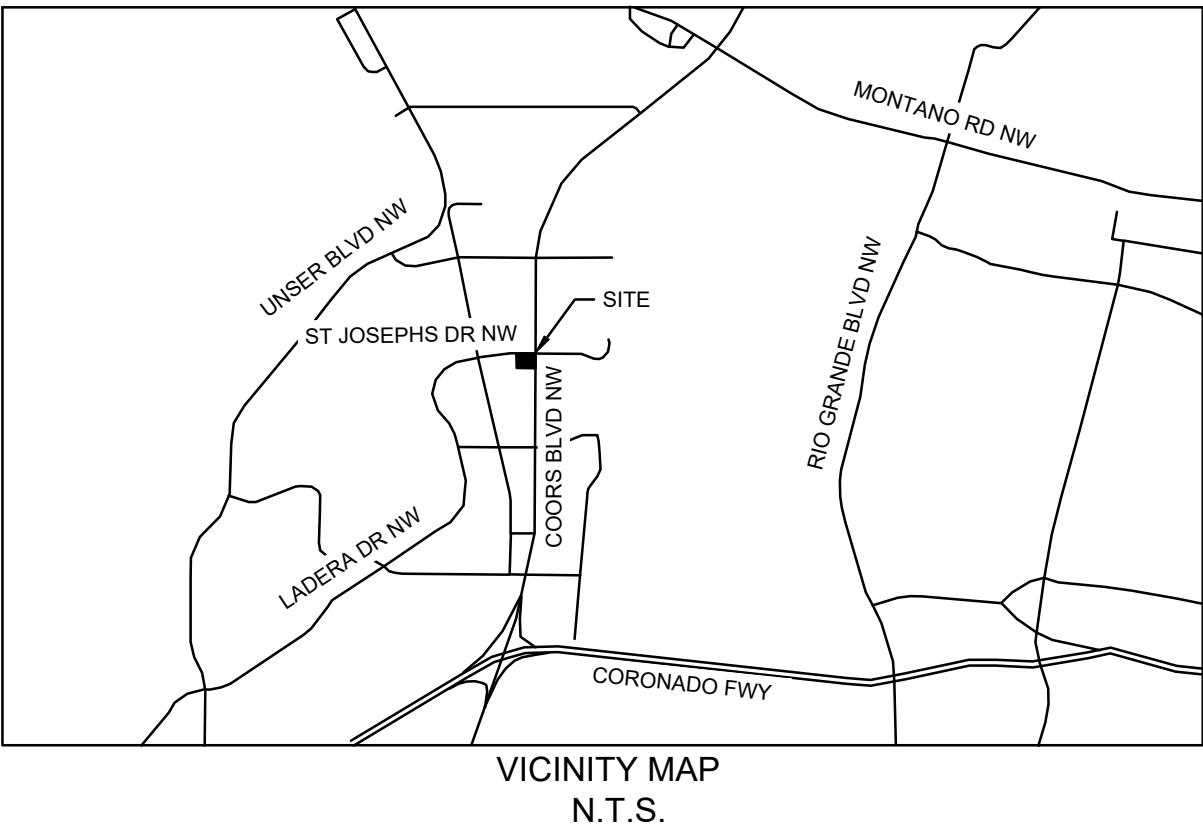 MONTANO RD NW
UNSER BLVD NW
RIO GRANDE BLVD NW
SITE
ST JOSEPHS DR NW
COORS BLVD NW
LADERA DR NW
CORONADO FWY
VICINITY MAP
N.T.S.